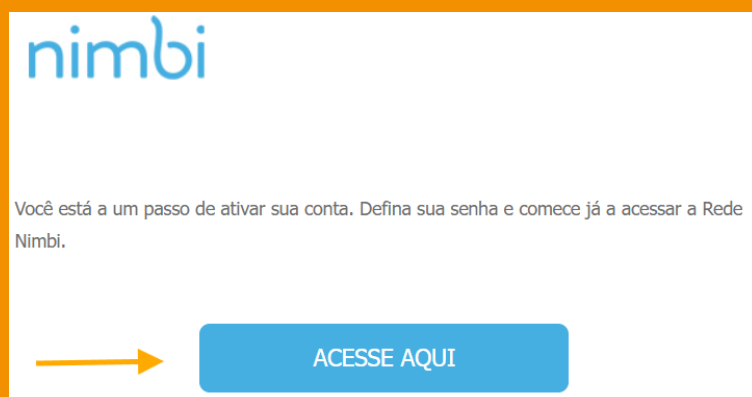 nimbi
Você está a um passo de ativar sua conta. Defina sua senha e comece já a acessar a Rede
Nimbi.
ACESSE AQUI